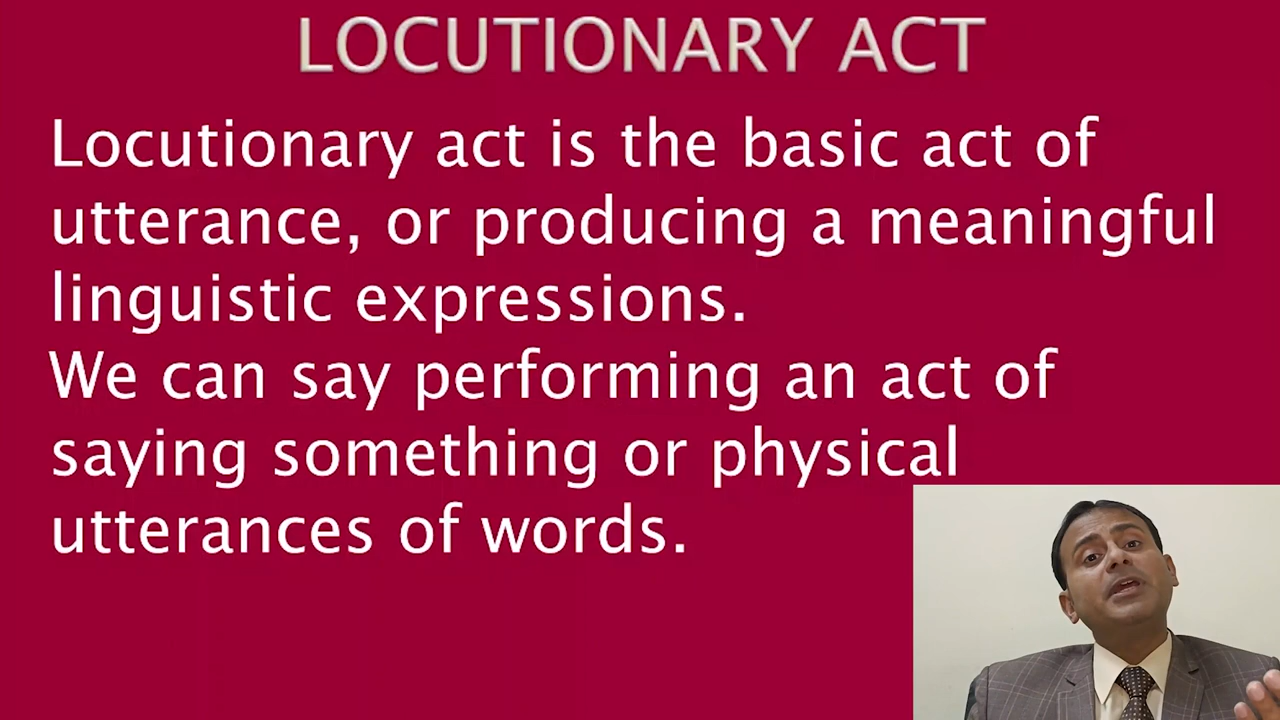 LOCUTIONARY ACT
Locutionary act is the basic act of
utterance, or producing a meaningful
linguistic expressions.
We can say performing an act of
saying something or physical
utterances of words.